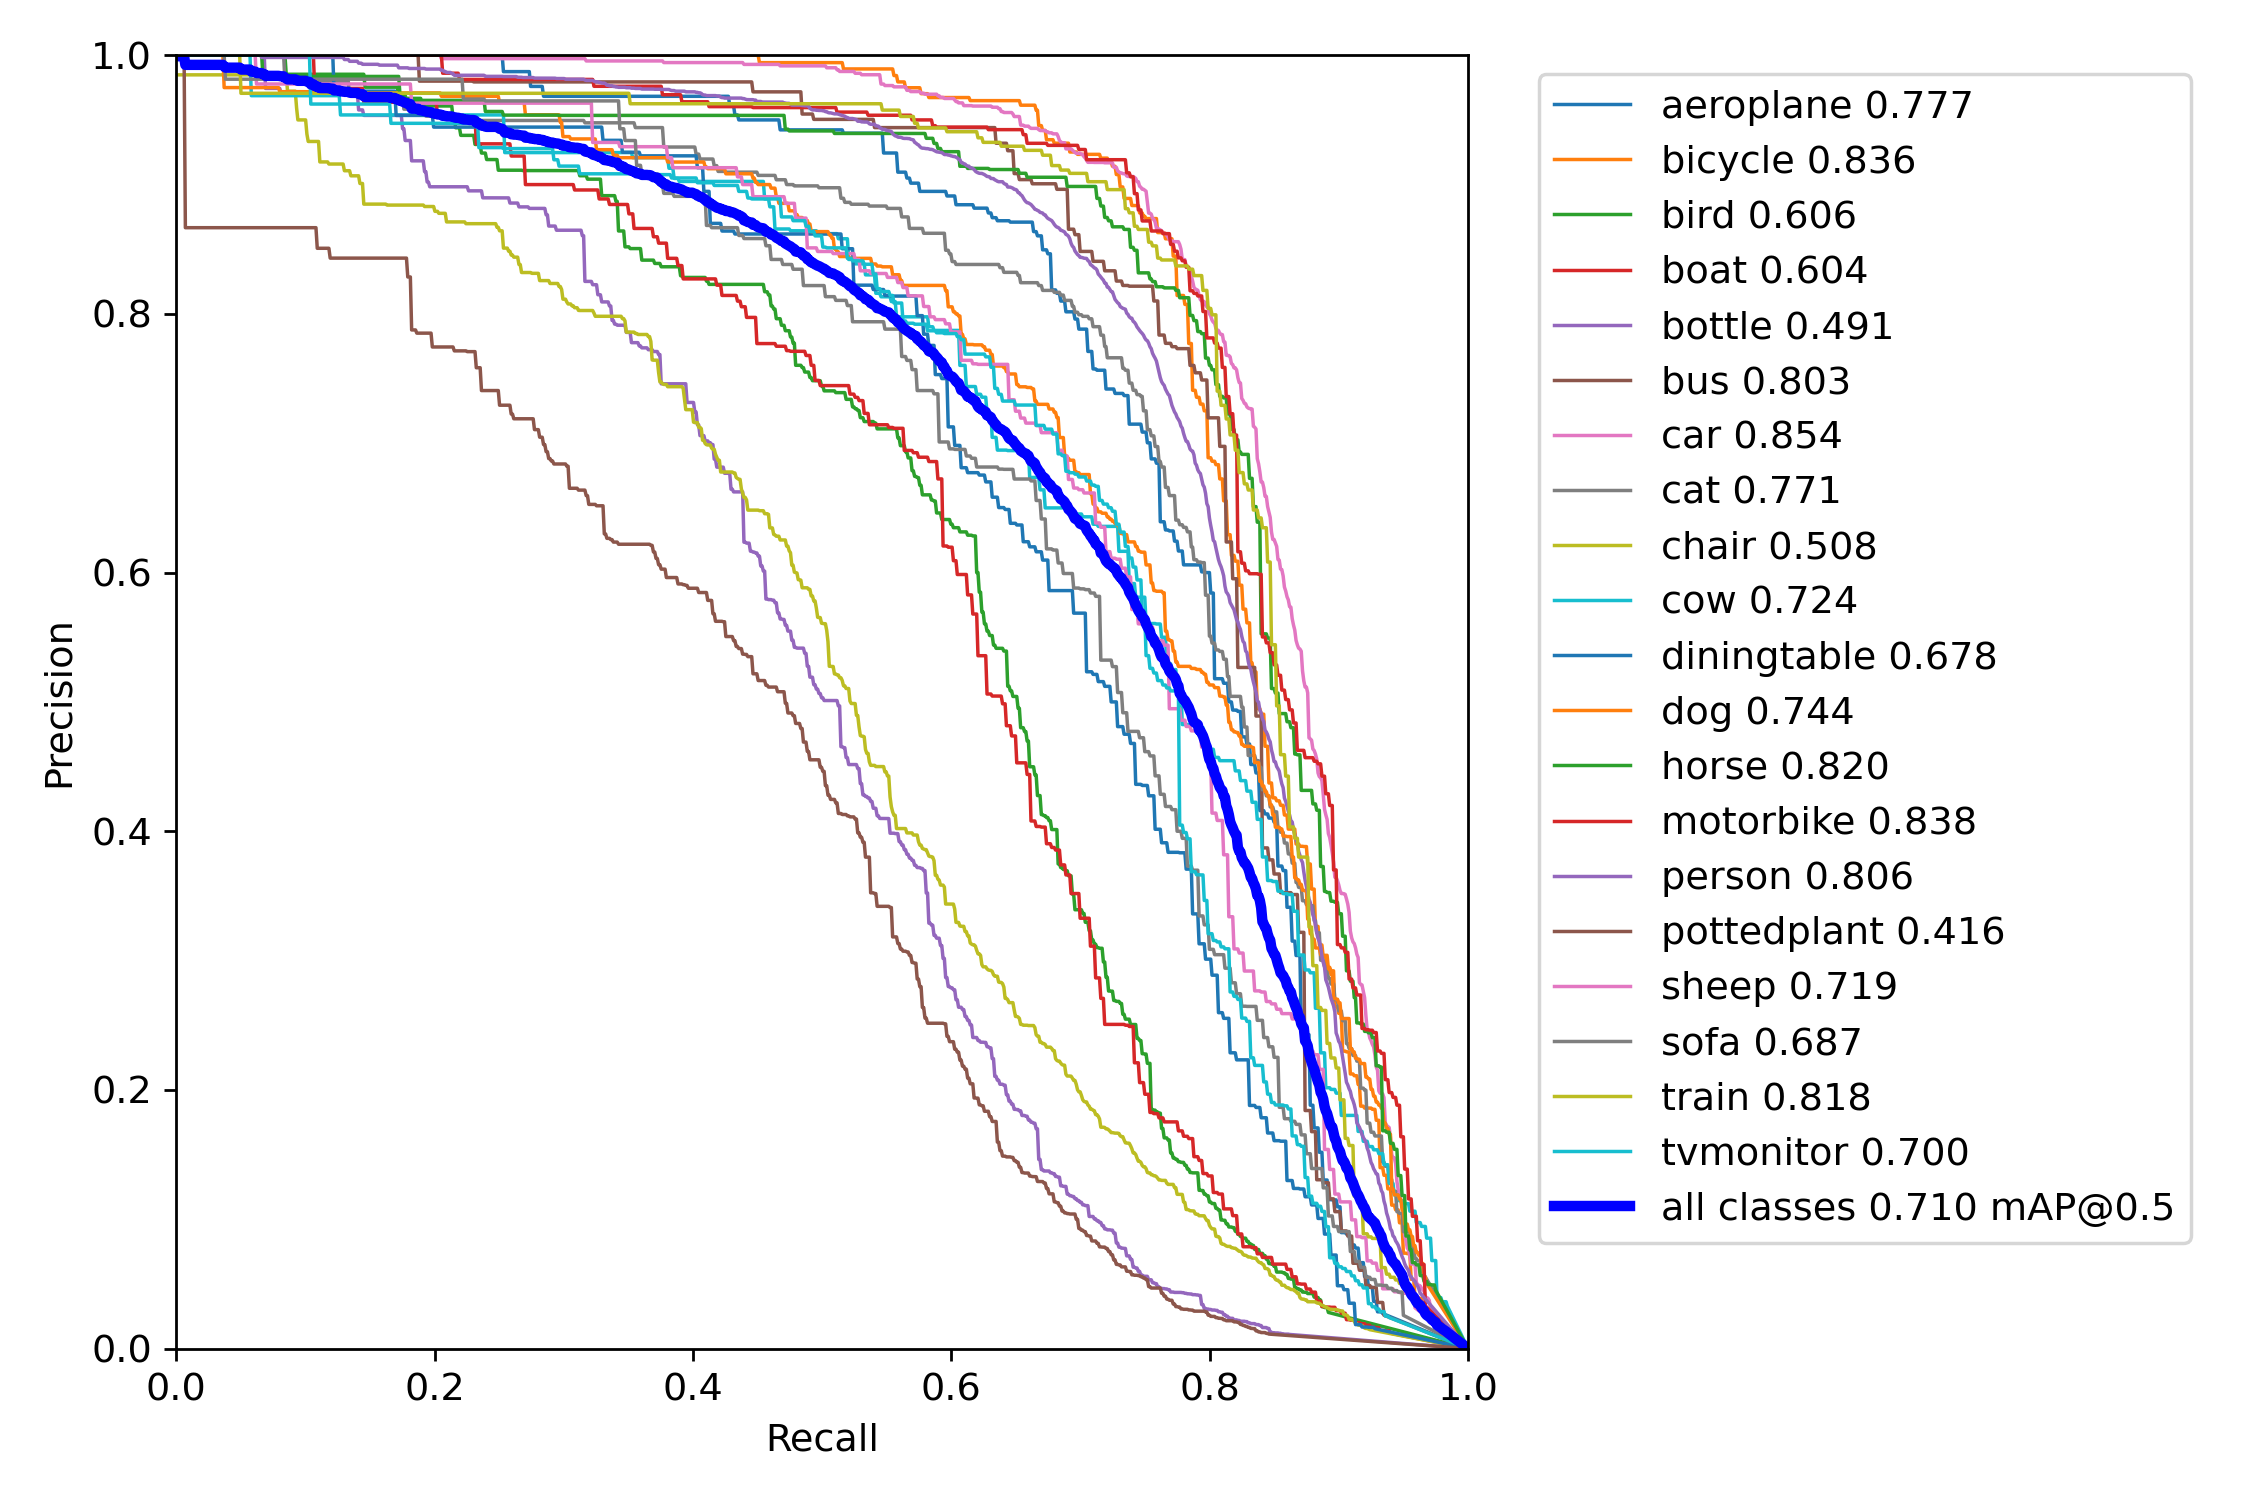 1.0
0.8
0.6
0.4
0.2
0.0
0.0 0.2 0.4 0.6 0.8 1.0
Precision
Recall
aeroplane 0.777
bicycle 0.836
bird 0.606
boat 0.604
bottle 0.491
bus 0.803
car 0.854
cat 0.771
chair 0.508
cow 0.724
diningtable 0.678
dog 0.744
horse 0.820
motorbike 0.838
person 0.806
pottedplant 0.416
sheep 0.719
sofa 0.687
train 0.818
tvmonitor 0.700
all classes 0.710 mAP@0.5